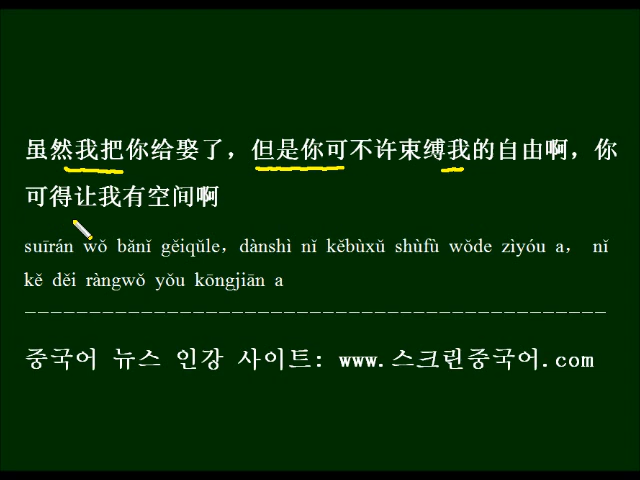 虽然我把你给娶了，但是你可不许束缚我的自由啊，你
可得让我有空间啊
suīrán wǒ bǎnǐ gěiqǔle，dànshì nǐ kěbùxǔ shùfù wǒde zìyóu a， nǐ
kě děi ràngwǒ yǒu kōngjiān a
중국어 뉴스 인강 사이트: www.스크린중국어.com